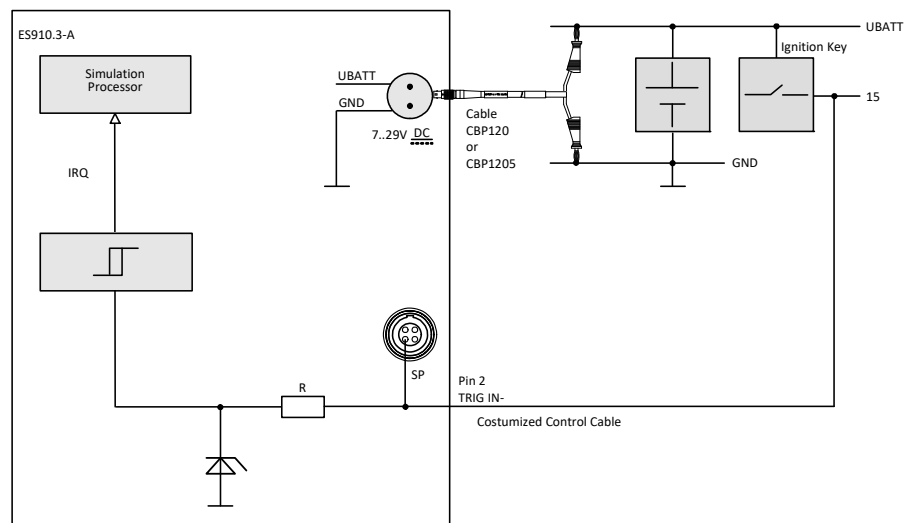 ES910.3-A
Simulation
Processor
IRQ
UBATT
GND
7..29V DC
Cable
CBP120
or
CBP1205
UBATT
Ignition Key
15
GND
SP
R
Pin 2
TRIG IN-
Costumized Control Cable